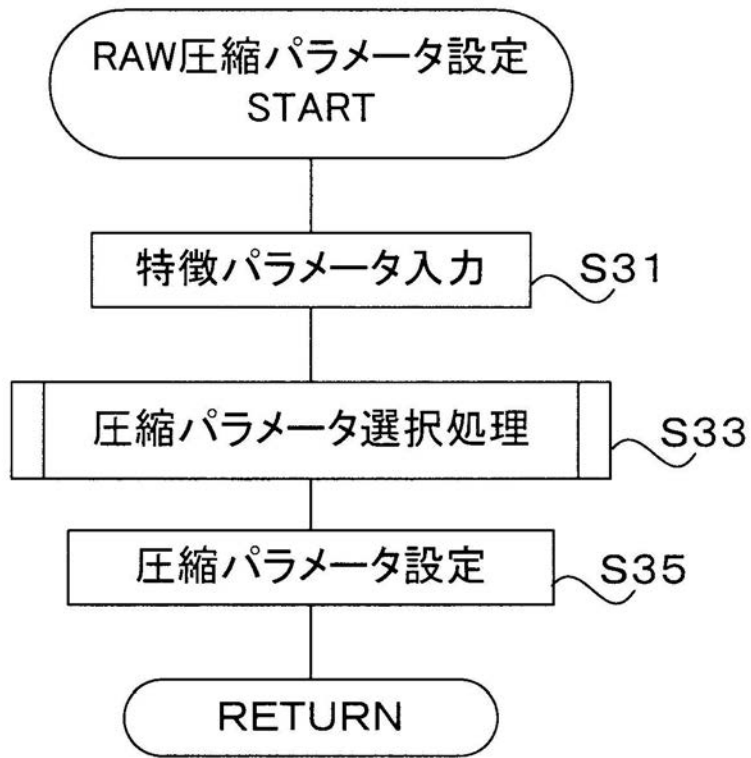 RAW圧縮パラメータ設定
START
特徴パラメータ入力
S31
圧縮パラメータ選択処理
S33
圧縮パラメータ設定
S35
RETURN